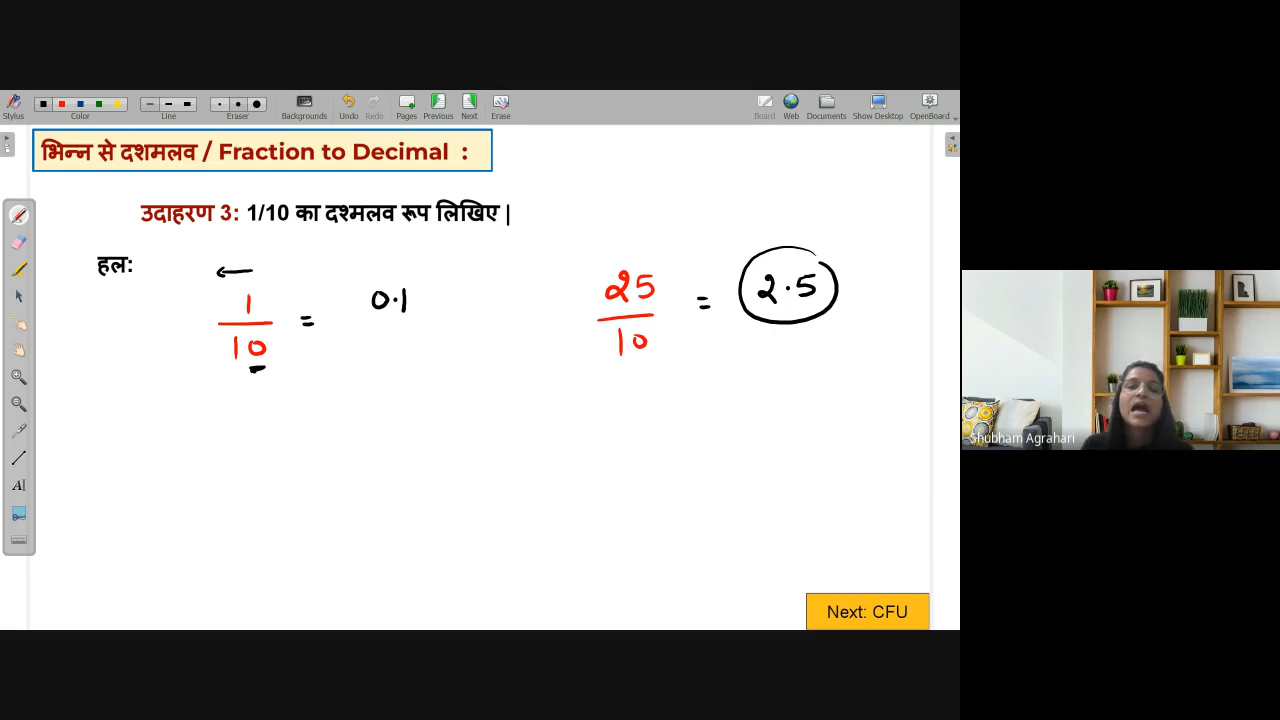 Stylus Color Line Eraser Backgrounds Undo Redo Pages Previous Next Erase Board Web Documents Show Desktop OpenBoard
भिन्न से दशमलव / Fraction to Decimal :
उदाहरण 3: 1/10 का दश्मलव रूप लिखिए |
हल:
1/10 = 0.1
25/10 = 2.5
Shubham Agrahari
Next: CFU